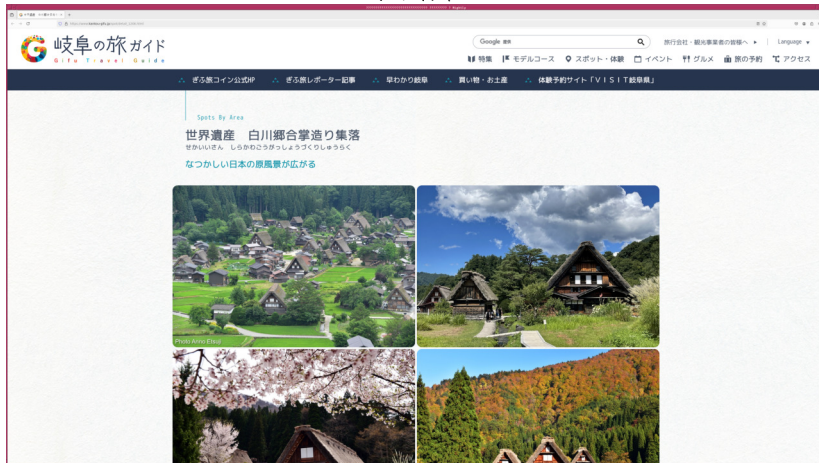 岐阜の旅ガイド
Gifu Travel Guide
Google 検索
旅行会社・観光事業者の皆様へ
Language
特集
モデルコース
スポット・体験
イベント
グルメ
旅の予約
アクセス
ぎふ旅コイン公式HP
ぎふ旅レポーター記事
早わかり岐阜
買い物・お土産
体験予約サイト「ＶＩＳＩＴ岐阜県」
Spots By Area
世界遺産　白川郷合掌造り集落
せかいいさん　しらかわごうがっしょうづくりしゅうらく
なつかしい日本の原風景が広がる